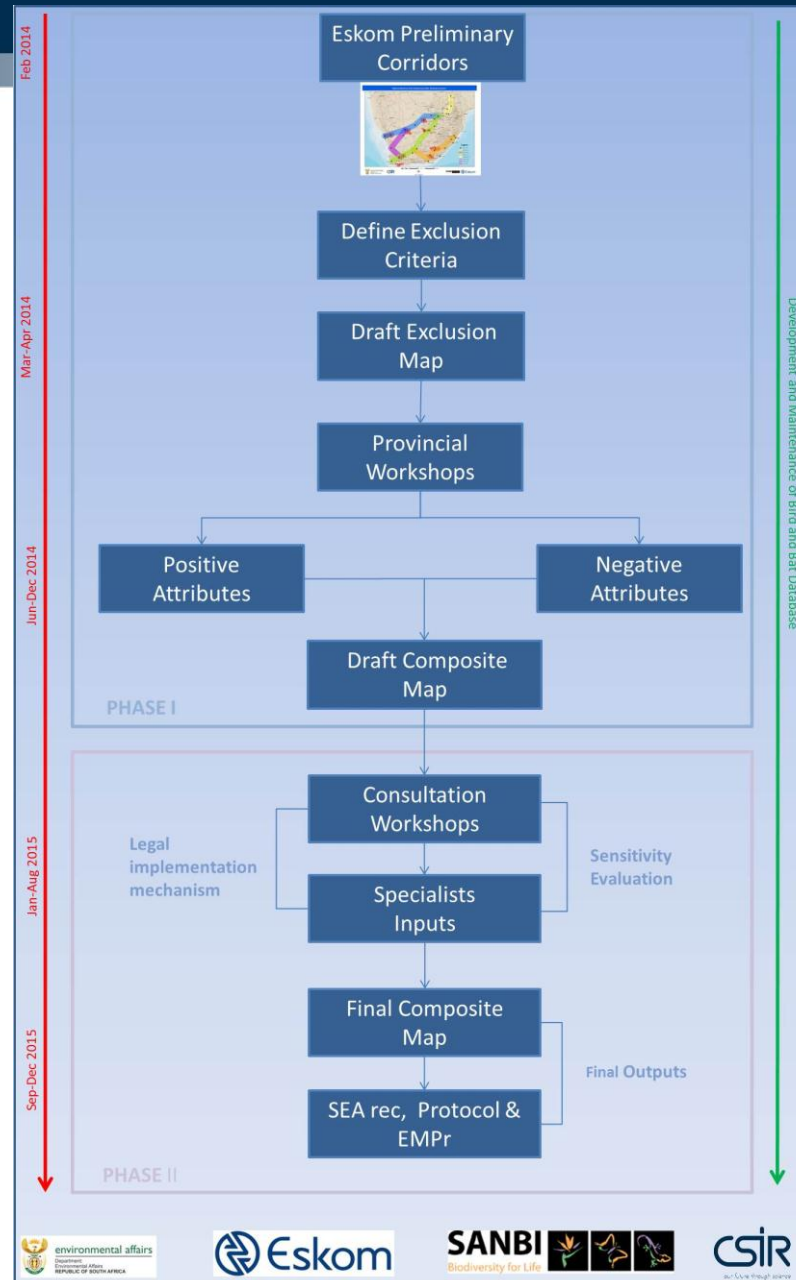 Feb 2014
Eskom Preliminary
Corridors
Define Exclusion
Criteria
Mar-Apr 2014
Draft Exclusion
Map
Provincial
Workshops
Jun-Dec 2014
Positive
Attributes
Negative
Attributes
Draft Composite
Map
PHASE I
Development and Maintenance of Bird and Bat Database
Jan-Aug 2015
Consultation
Workshops
Legal
implementation
mechanism
Sensitivity
Evaluation
Specialists
Inputs
Sep-Dec 2015
Final Composite
Map
Final Outputs
SEA rec, Protocol &
EMPr
PHASE II
environmental affairs
Department:
Environmental Affairs
REPUBLIC OF SOUTH AFRICA
Eskom
SANBI
Biodiversity for Life
CSIR
our future through science